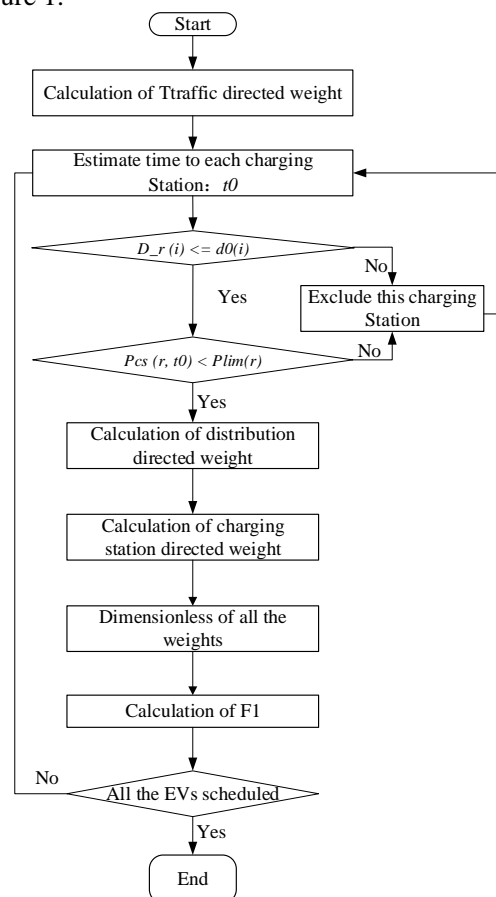 ure 1.
Start
Calculation of Ttraffic directed weight
Estimate time to each charging
Station: t0
D_r (i) <= d0(i)
No
Yes
Exclude this charging
Station
Pcs (r, t0) < Plim(r)
No
Yes
Calculation of distribution
directed weight
Calculation of charging
station directed weight
Dimensionless of all the
weights
Calculation of F1
No
All the EVs scheduled
Yes
End